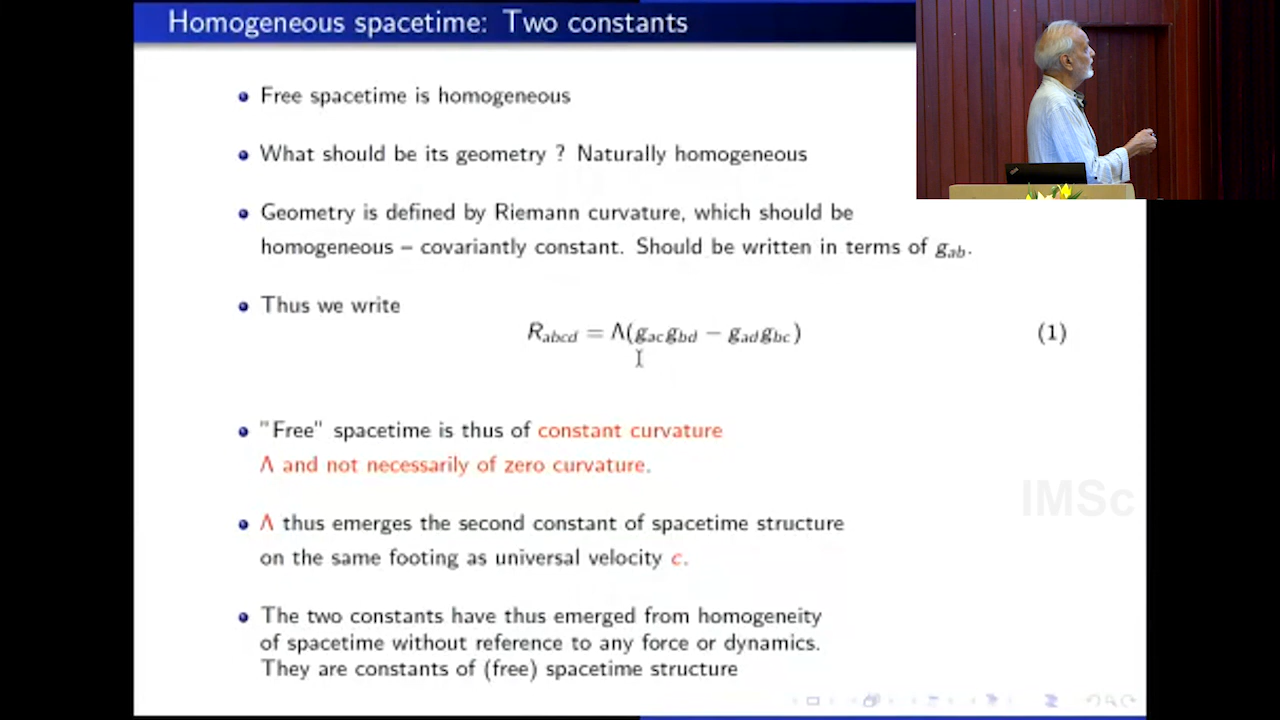 Homogeneous spacetime: Two constants
Free spacetime is homogeneous
What should be its geometry ? Naturally homogeneous
Geometry is defined by Riemann curvature, which should be
homogeneous – covariantly constant. Should be written in terms of g_ab.
Thus we write
R_abcd = Λ(g_ac g_bd − g_ad g_bc) (1)
"Free" spacetime is thus of constant curvature
Λ and not necessarily of zero curvature.
IMSc
Λ thus emerges the second constant of spacetime structure
on the same footing as universal velocity c.
The two constants have thus emerged from homogeneity
of spacetime without reference to any force or dynamics.
They are constants of (free) spacetime structure